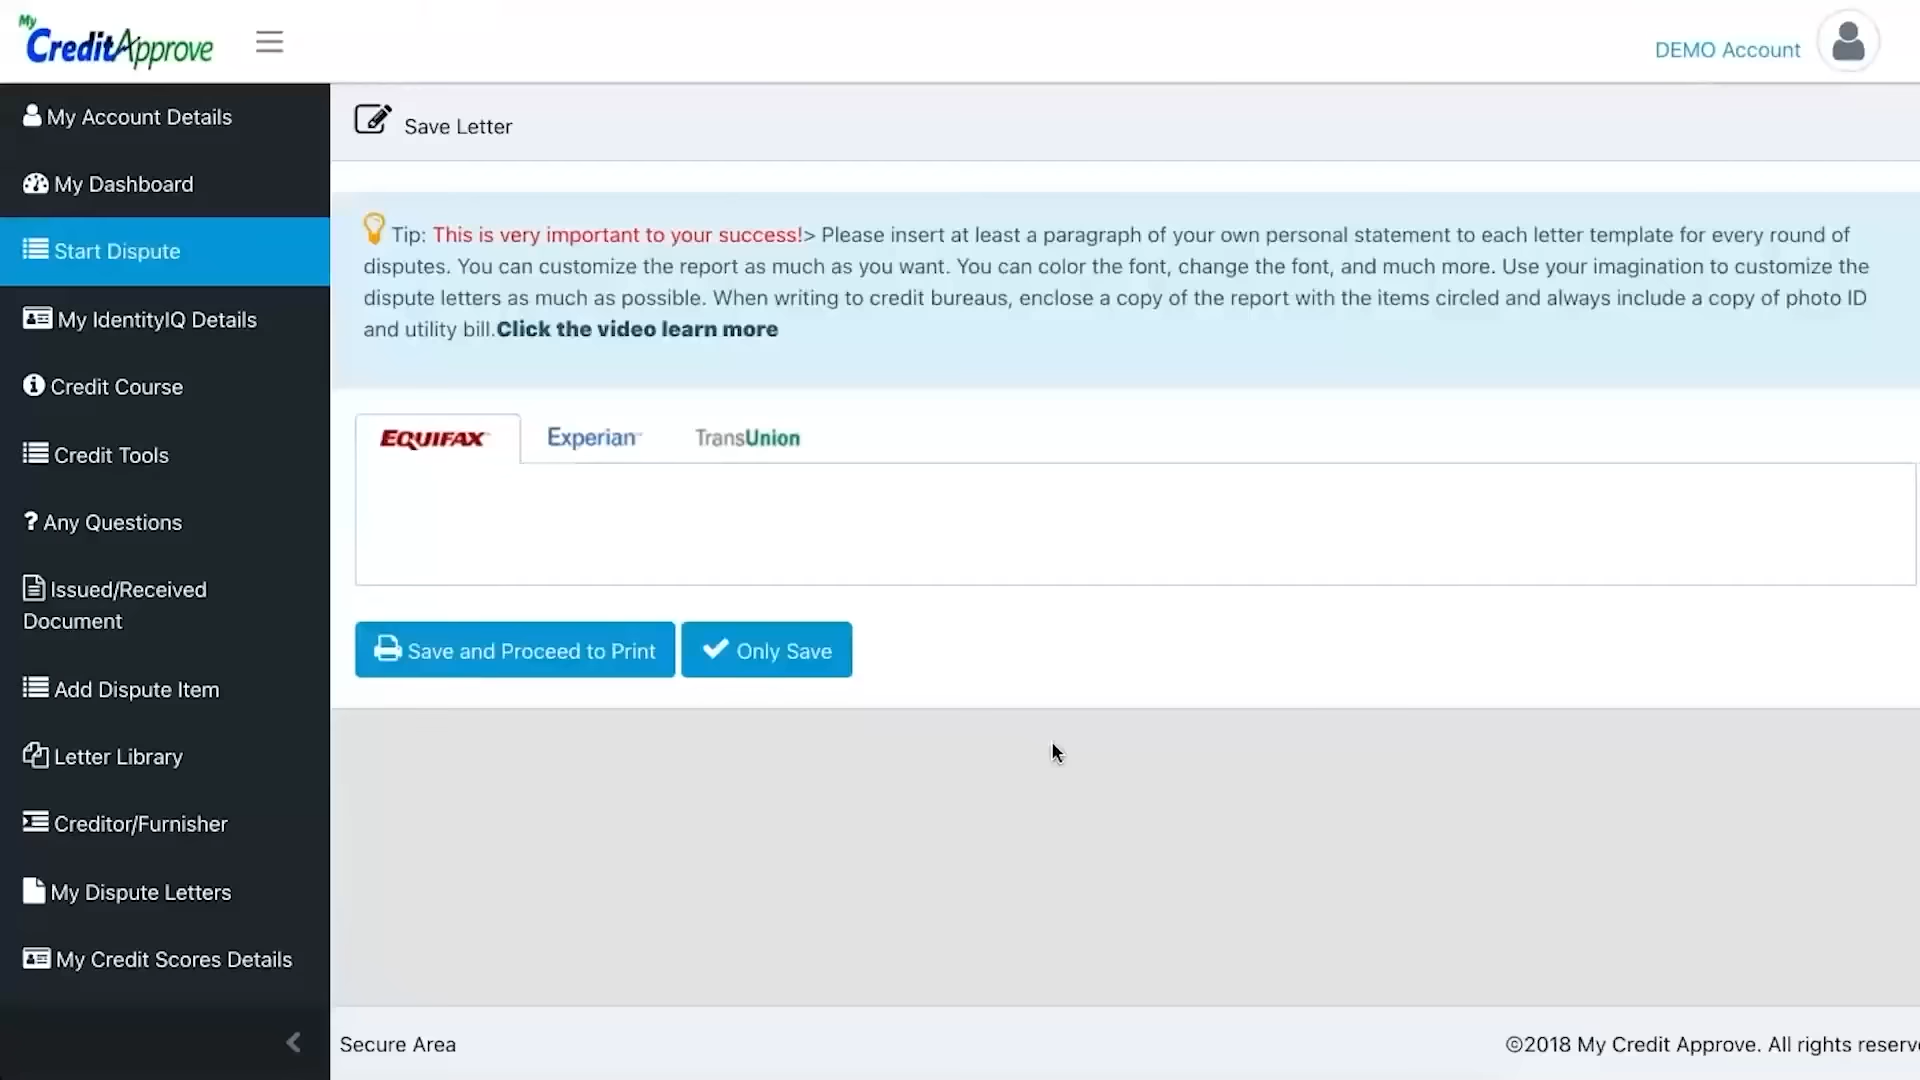 My
CreditApprove
DEMO Account
My Account Details
My Dashboard
Start Dispute
My IdentityIQ Details
Credit Course
Credit Tools
Any Questions
Issued/Received
Document
Add Dispute Item
Letter Library
Creditor/Furnisher
My Dispute Letters
My Credit Scores Details
Save Letter
Tip: This is very important to your success!> Please insert at least a paragraph of your own personal statement to each letter template for every round of
disputes. You can customize the report as much as you want. You can color the font, change the font, and much more. Use your imagination to customize the
dispute letters as much as possible. When writing to credit bureaus, enclose a copy of the report with the items circled and always include a copy of photo ID
and utility bill.Click the video learn more
EQUIFAX Experian TransUnion
Save and Proceed to Print Only Save
Secure Area
©2018 My Credit Approve. All rights reserv